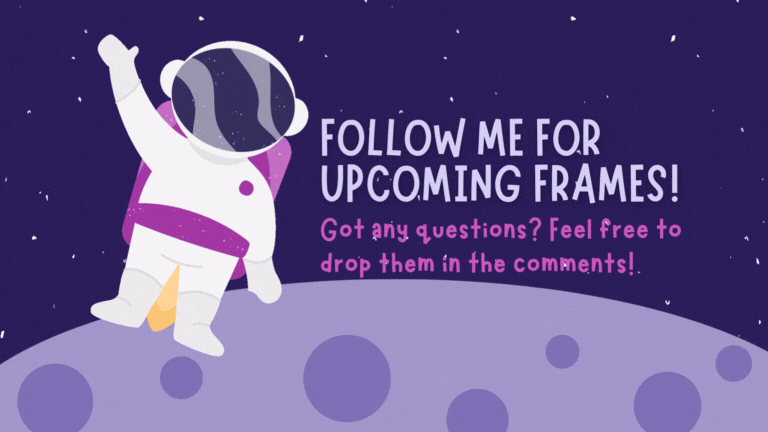 FOLLOW ME FOR
UPCOMING FRAMES!
Got any questions? Feel free to
drop them in the comments!